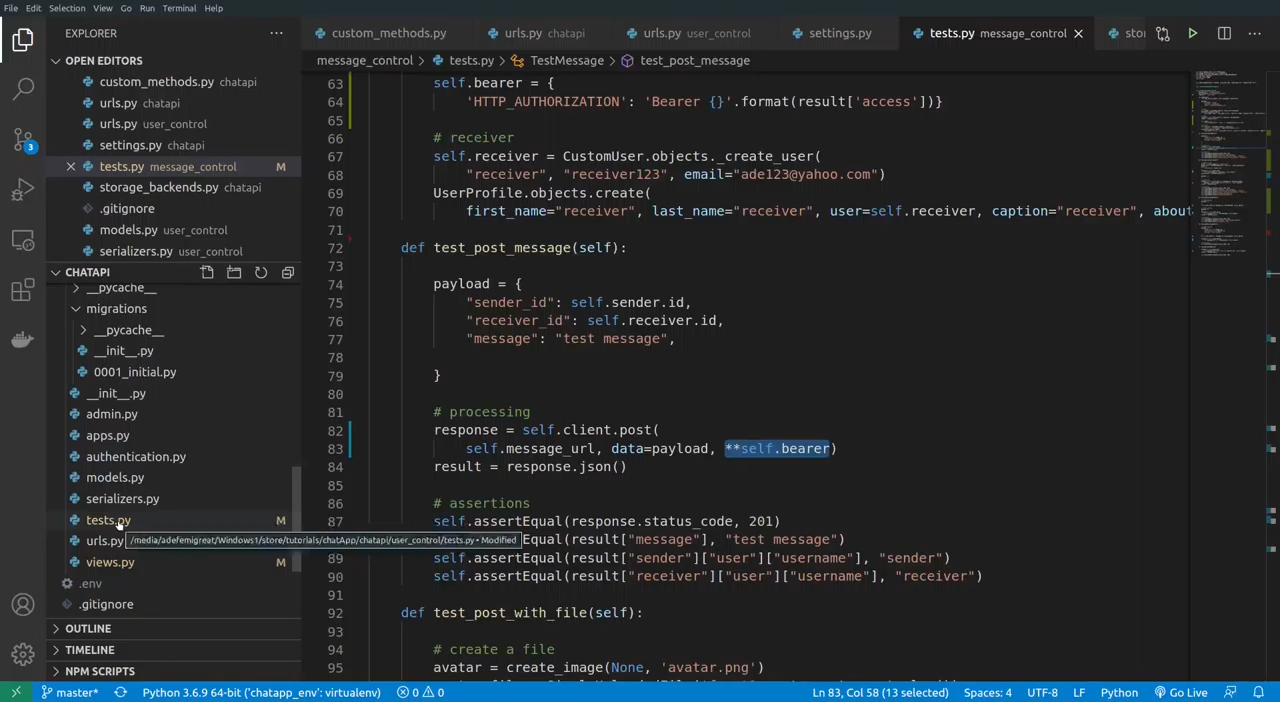 File Edit Selection View Go Run Terminal Help
EXPLORER
OPEN EDITORS
custom_methods.py chatapi
urls.py chatapi
urls.py user_control
settings.py chatapi
tests.py message_control M
storage_backends.py chatapi
.gitignore
models.py user_control
serializers.py user_control
CHATAPI
__pycache__
migrations
__pycache__
__init__.py
0001_initial.py
__init__.py
admin.py
apps.py
authentication.py
models.py
serializers.py
tests.py M
urls.py
/media/adefemigreat/Windows1/store/tutorials/chatApp/chatapi/user_control/tests.py • Modified
views.py M
.env
.gitignore
OUTLINE
TIMELINE
NPM SCRIPTS
3
custom_methods.py urls.py chatapi urls.py user_control settings.py tests.py message_control
message_control > tests.py > TestMessage > test_post_message
63 self.bearer = {
64 'HTTP_AUTHORIZATION': 'Bearer {}'.format(result['access'])}
65
66 # receiver
67 self.receiver = CustomUser.objects._create_user(
68 "receiver", "receiver123", email="ade123@yahoo.com")
69 UserProfile.objects.create(
70 first_name="receiver", last_name="receiver", user=self.receiver, caption="receiver", about
71
72 def test_post_message(self):
73
74 payload = {
75 "sender_id": self.sender.id,
76 "receiver_id": self.receiver.id,
77 "message": "test message",
78
79 }
80
81 # processing
82 response = self.client.post(
83 self.message_url, data=payload, **self.bearer)
84 result = response.json()
85
86 # assertions
87 self.assertEqual(response.status_code, 201)
Equal(result["message"], "test message")
89 self.assertEqual(result["sender"]["user"]["username"], "sender")
90 self.assertEqual(result["receiver"]["user"]["username"], "receiver")
91
92 def test_post_with_file(self):
93
94 # create a file
95 avatar = create_image(None, 'avatar.png')
master* Python 3.6.9 64-bit ('chatapp_env': virtualenv) 0 0 Ln 83, Col 58 (13 selected) Spaces: 4 UTF-8 LF Python Go Live